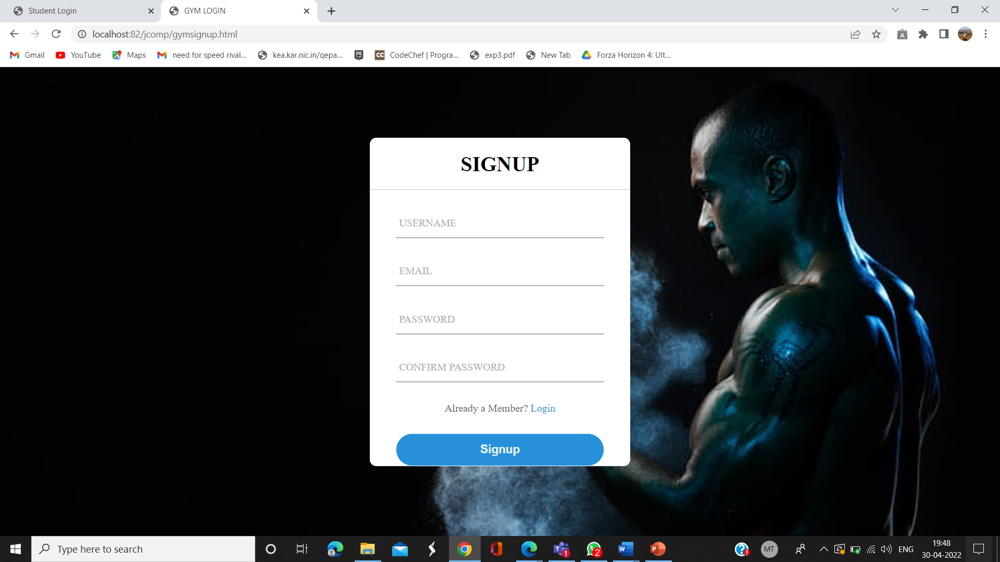 Student Login
GYM LOGIN
localhost:82/jcomp/gymsignup.html
A
Gmail
YouTube
Maps
need for speed rival...
kea.kar.nic.in/qepa...
EPIC
CC
CodeChef | Progra...
exp3.pdf
New Tab
Forza Horizon 4: Ult...
SIGNUP
USERNAME
EMAIL
PASSWORD
CONFIRM PASSWORD
Already a Member? Login
Signup
Type here to search
T
1
2
W
P
MT
ENG
19:48
30-04-2022